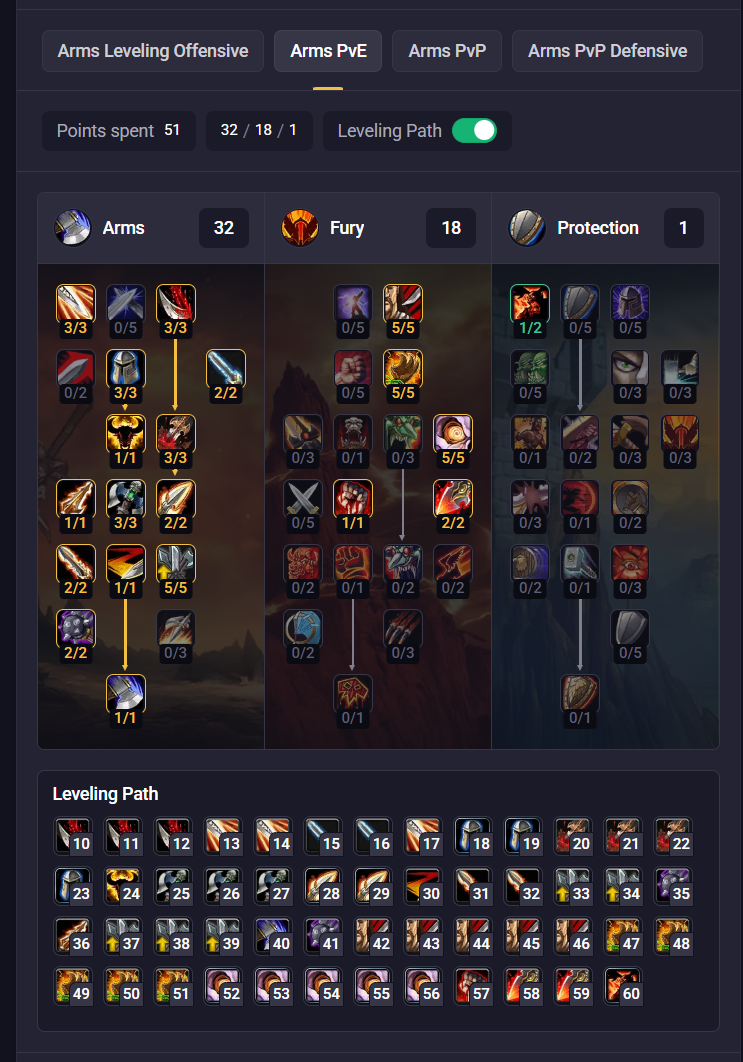 Arms Leveling Offensive Arms PvE Arms PvP Arms PvP Defensive
Points spent 51 32 / 18 / 1 Leveling Path
Arms 32 Fury 18 Protection 1
3/3 0/5 3/3 0/5 5/5 1/2 0/5 0/5
0/2 3/3 2/2 0/5 5/5 0/5 0/3 0/3
1/1 3/3 0/3 0/1 0/3 5/5 0/1 0/2 0/3 0/3
1/1 3/3 2/2 0/5 1/1 2/2 0/3 0/1 0/2
2/2 1/1 5/5 0/2 0/1 0/2 0/2 0/2 0/1 0/3
2/2 0/3 0/2 0/3 0/5
1/1 0/1 0/1
Leveling Path
10 11 12 13 14 15 16 17 18 19 20 21 22
23 24 25 26 27 28 29 30 31 32 33 34 35
36 37 38 39 40 41 42 43 44 45 46 47 48
49 50 51 52 53 54 55 56 57 58 59 60